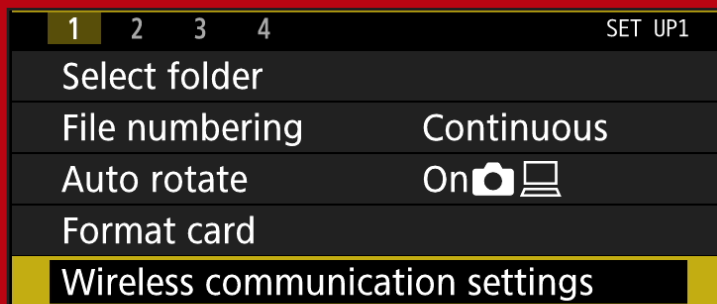 1 2 3 4 SET UP1
Select folder
File numbering Continuous
Auto rotate On
Format card
Wireless communication settings